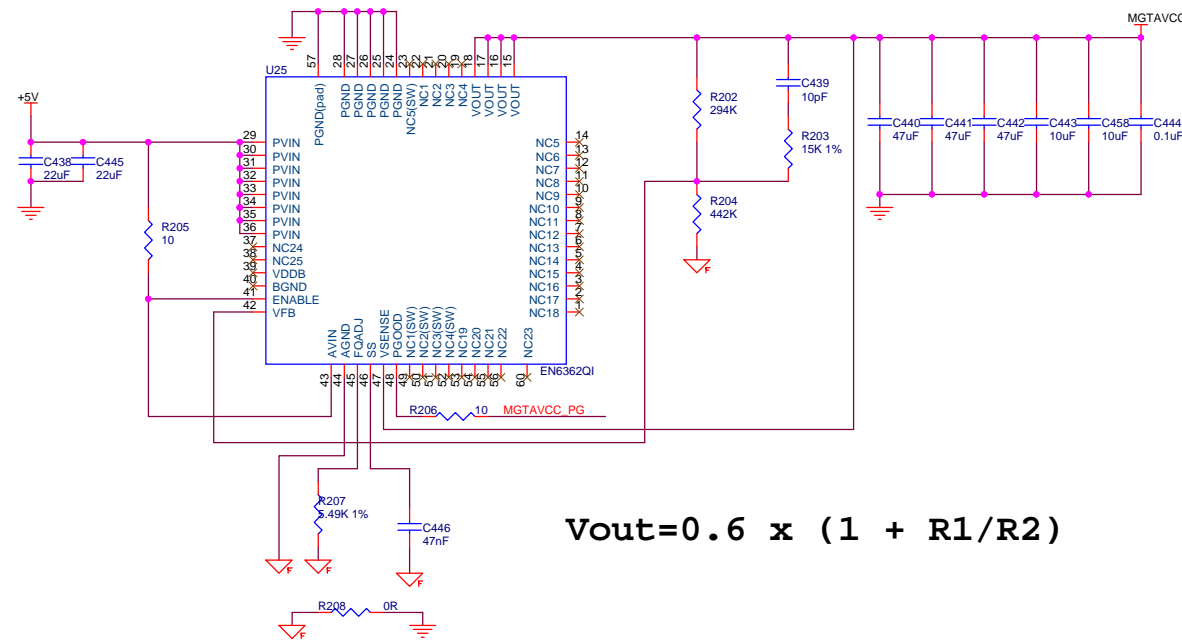 MGTAVCC
U25
57
28
27
26
25
24
23
22
21
20
19
18
17
16
15
PGND(pad)
PGND
PGND
PGND
PGND
PGND
NC5(SW)
NC1
NC2
NC3
NC4
VOUT
VOUT
VOUT
VOUT
+5V
C438
22uF
C445
22uF
R205
10
29 PVIN
30 PVIN
31 PVIN
32 PVIN
33 PVIN
34 PVIN
35 PVIN
36 PVIN
37 NC24
38 NC25
39 VDDB
40 BGND
41 ENABLE
42 VFB
NC5 14
NC6 13
NC7 12
NC8 11
NC9 10
NC10 9
NC11 8
NC12 7
NC13 6
NC14 5
NC15 4
NC16 3
NC17 2
NC18 1
AVIN
AGND
FQADJ
SS
VSENSE
PGOOD
NC1(SW)
NC2(SW)
NC3(SW)
NC4(SW)
NC19
NC20
NC21
NC22
NC23
EN6362QI
43
44
45
46
47
48
49
50
51
52
53
54
55
56
60
R202
294K
C439
10pF
R203
15K 1%
R204
442K
F
C440
47uF
C441
47uF
C442
47uF
C443
10uF
C458
10uF
C444
0.1uF
R206 10 MGTAVCC_PG
R207
5.49K 1%
C446
47nF
F
F
F
Vout=0.6 x (1 + R1/R2)
R208 0R
F